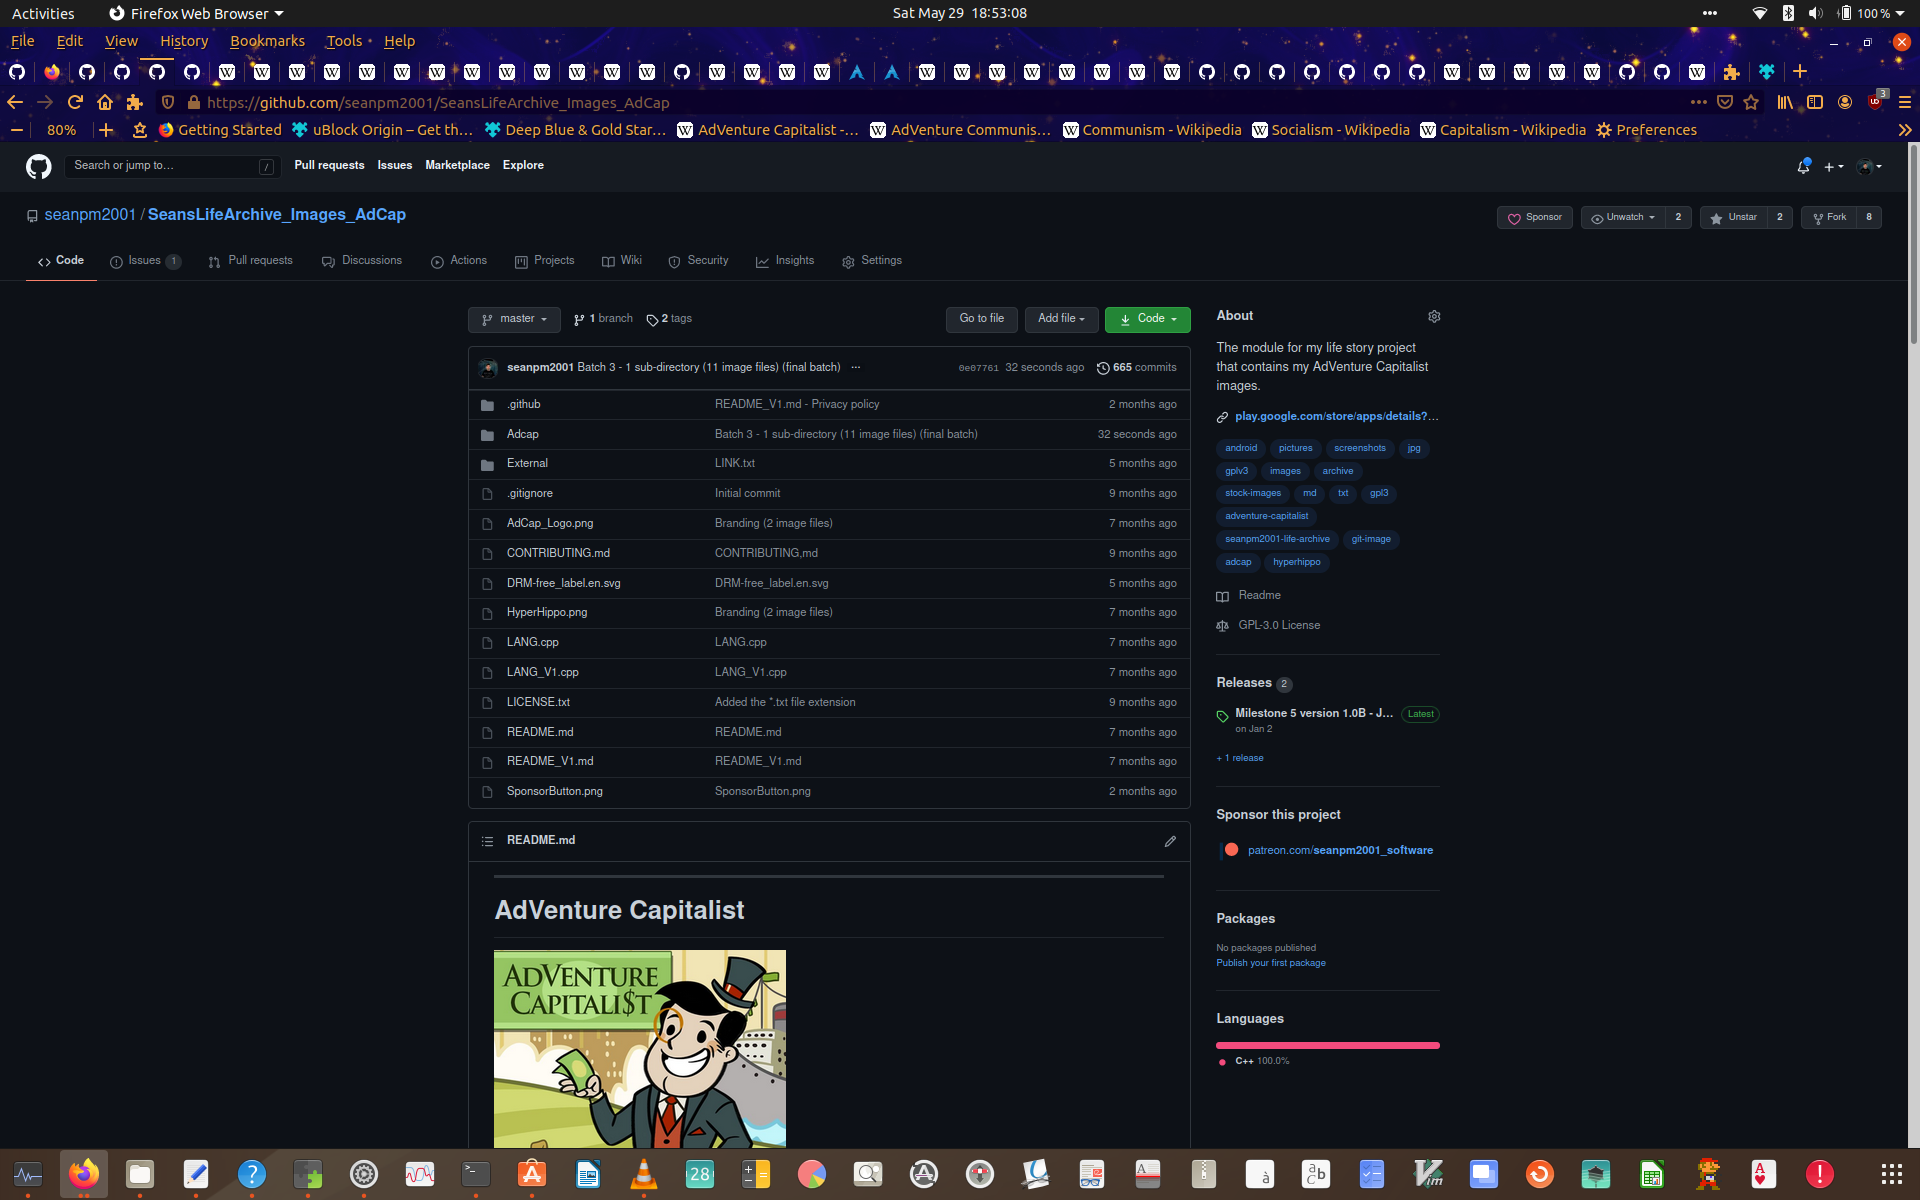 Activities Firefox Web Browser Sat May 29 18:53:08 100 %
File Edit View History Bookmarks Tools Help
https://github.com/seanpm2001/SeansLifeArchive_Images_AdCap 3
80% Getting Started uBlock Origin – Get th… Deep Blue & Gold Star… AdVenture Capitalist -… AdVenture Communis… Communism - Wikipedia Socialism - Wikipedia Capitalism - Wikipedia Preferences
Search or jump to… / Pull requests Issues Marketplace Explore
seanpm2001 / SeansLifeArchive_Images_AdCap Sponsor Unwatch 2 Unstar 2 Fork 8
Code Issues 1 Pull requests Discussions Actions Projects Wiki Security Insights Settings
master 1 branch 2 tags Go to file Add file Code
seanpm2001 Batch 3 - 1 sub-directory (11 image files) (final batch) ... 0e07761 32 seconds ago 665 commits
.github README_V1.md - Privacy policy 2 months ago
Adcap Batch 3 - 1 sub-directory (11 image files) (final batch) 32 seconds ago
External LINK.txt 5 months ago
.gitignore Initial commit 9 months ago
AdCap_Logo.png Branding (2 image files) 7 months ago
CONTRIBUTING.md CONTRIBUTING,md 9 months ago
DRM-free_label.en.svg DRM-free_label.en.svg 5 months ago
HyperHippo.png Branding (2 image files) 7 months ago
LANG.cpp LANG.cpp 7 months ago
LANG_V1.cpp LANG_V1.cpp 7 months ago
LICENSE.txt Added the *.txt file extension 9 months ago
README.md README.md 7 months ago
README_V1.md README_V1.md 7 months ago
SponsorButton.png SponsorButton.png 2 months ago
README.md
AdVenture Capitalist
ADVENTURE
CAPITALI$T
About
The module for my life story project
that contains my AdVenture Capitalist
images.
play.google.com/store/apps/details?…
android pictures screenshots jpg
gplv3 images archive
stock-images md txt gpl3
adventure-capitalist
seanpm2001-life-archive git-image
adcap hyperhippo
Readme
GPL-3.0 License
Releases 2
Milestone 5 version 1.0B - J… Latest
on Jan 2
+ 1 release
Sponsor this project
patreon.com/seanpm2001_software
Packages
No packages published
Publish your first package
Languages
C++ 100.0%
28